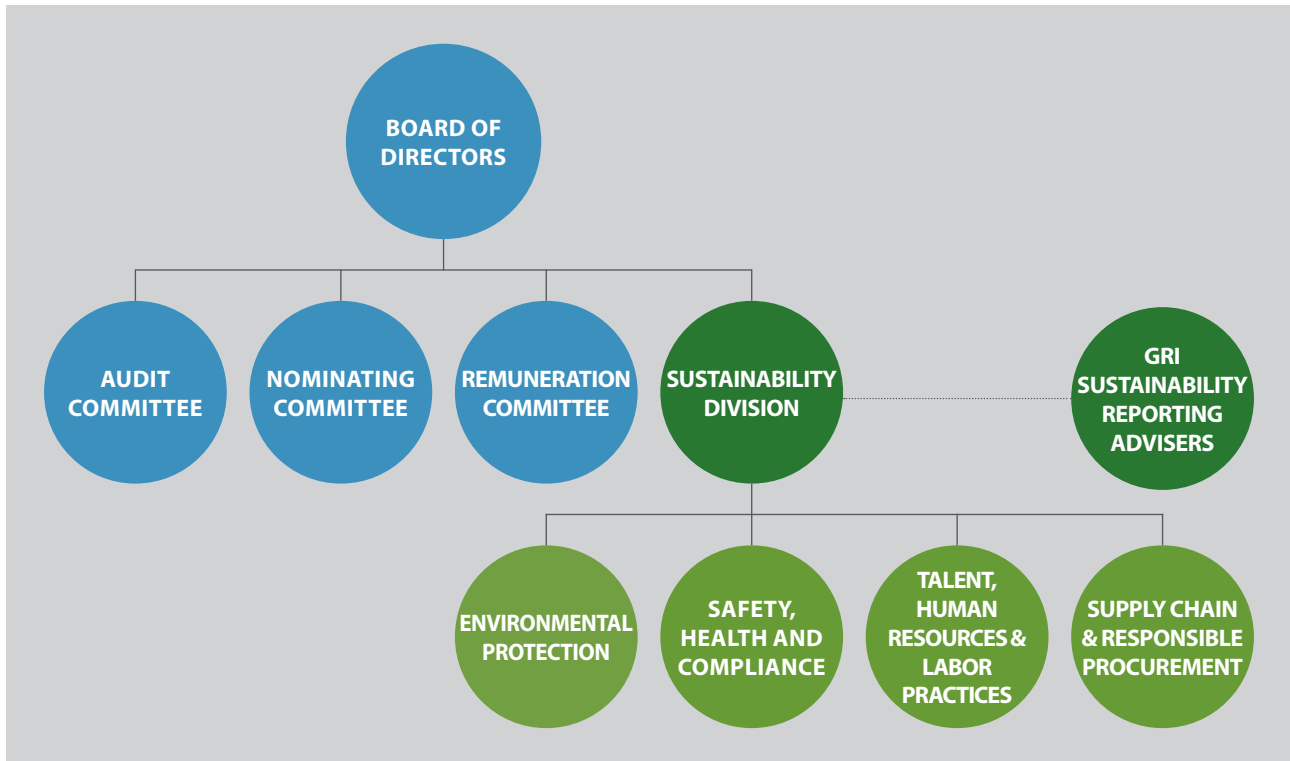 BOARD OF
DIRECTORS
AUDIT
COMMITTEE
NOMINATING
COMMITTEE
REMUNERATION
COMMITTEE
SUSTAINABILITY
DIVISION
GRI
SUSTAINABILITY
REPORTING
ADVISERS
ENVIRONMENTAL
PROTECTION
SAFETY,
HEALTH AND
COMPLIANCE
TALENT,
HUMAN
RESOURCES &
LABOR
PRACTICES
SUPPLY CHAIN
& RESPONSIBLE
PROCUREMENT